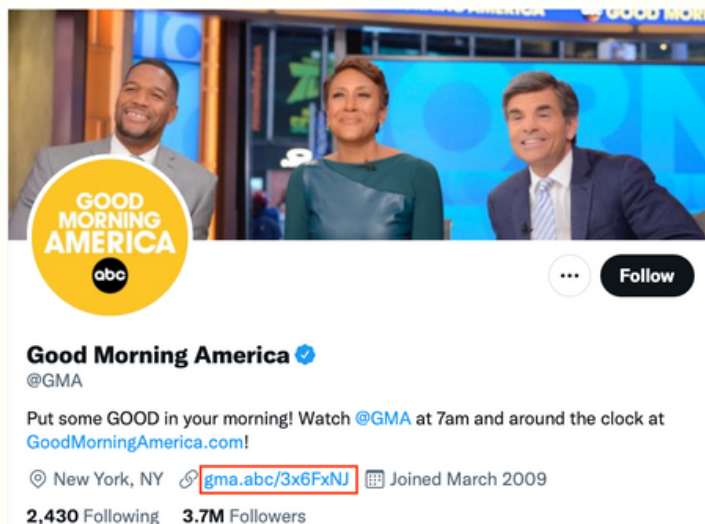 GOOD MOR
GOOD
MORNING
AMERICA
abc
Follow
Good Morning America
@GMA
Put some GOOD in your morning! Watch @GMA at 7am and around the clock at
GoodMorningAmerica.com!
New York, NY gma.abc/3x6FxNJ Joined March 2009
2,430 Following 3.7M Followers